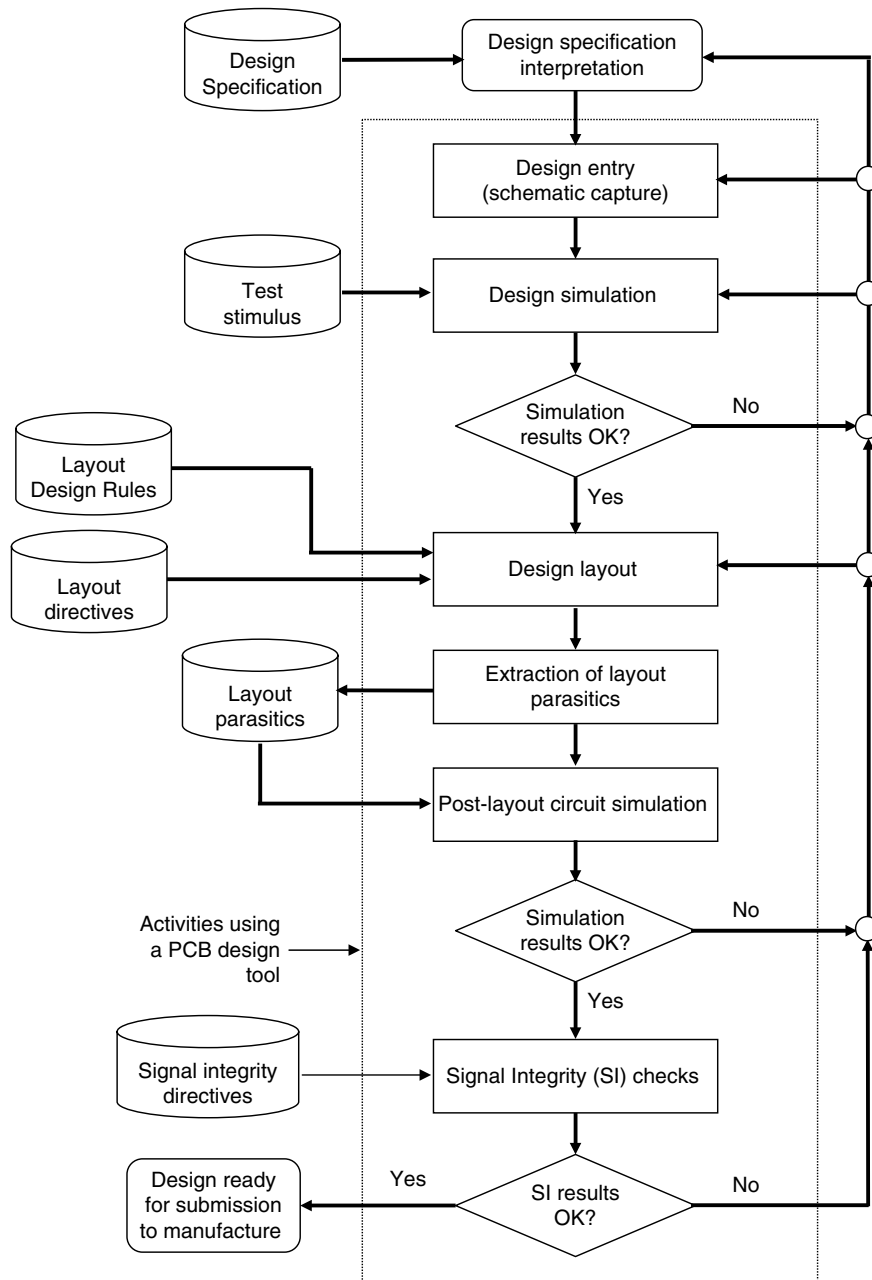 Design
Specification
Design specification
interpretation
Design entry
(schematic capture)
Test
stimulus
Design simulation
Simulation
results OK?
No
Yes
Layout
Design Rules
Layout
directives
Design layout
Layout
parasitics
Extraction of layout
parasitics
Post-layout circuit simulation
Activities using
a PCB design
tool
Simulation
results OK?
No
Yes
Signal integrity
directives
Signal Integrity (SI) checks
Design ready
for submission
to manufacture
Yes
SI results
OK?
No